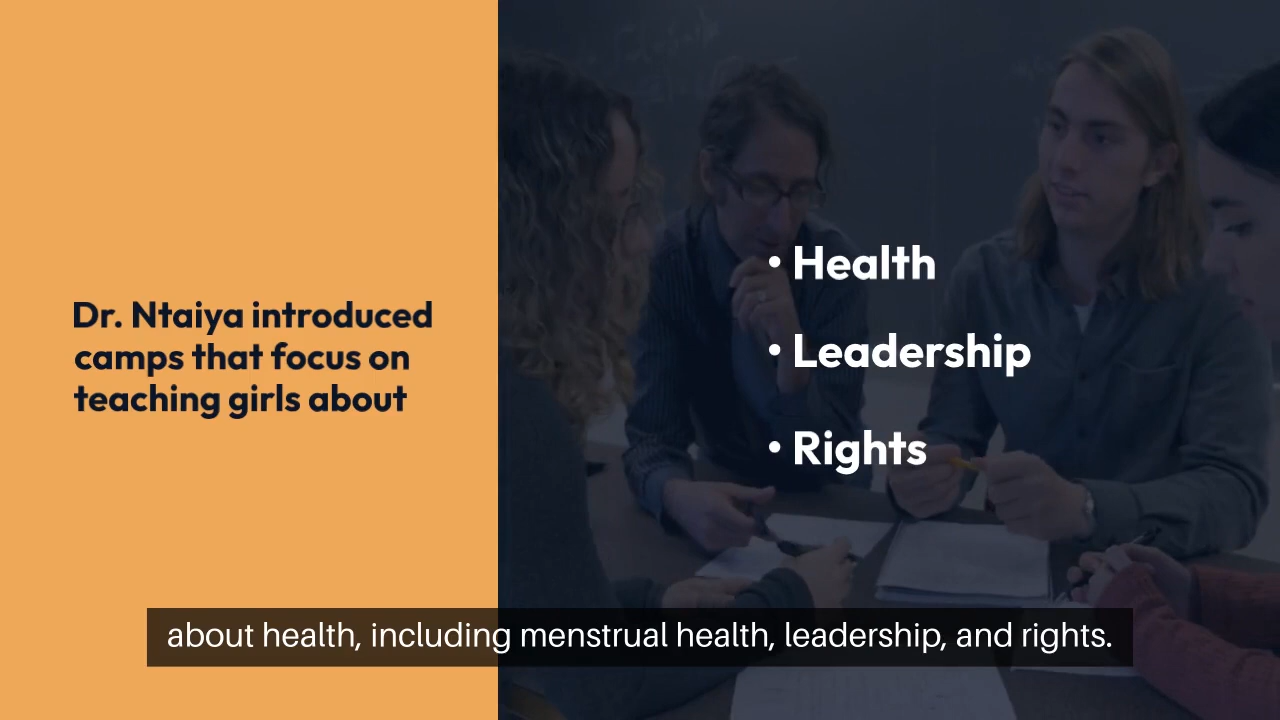 Dr. Ntaiya introduced
camps that focus on
teaching girls about
• Health
• Leadership
• Rights
about health, including menstrual health, leadership, and rights.